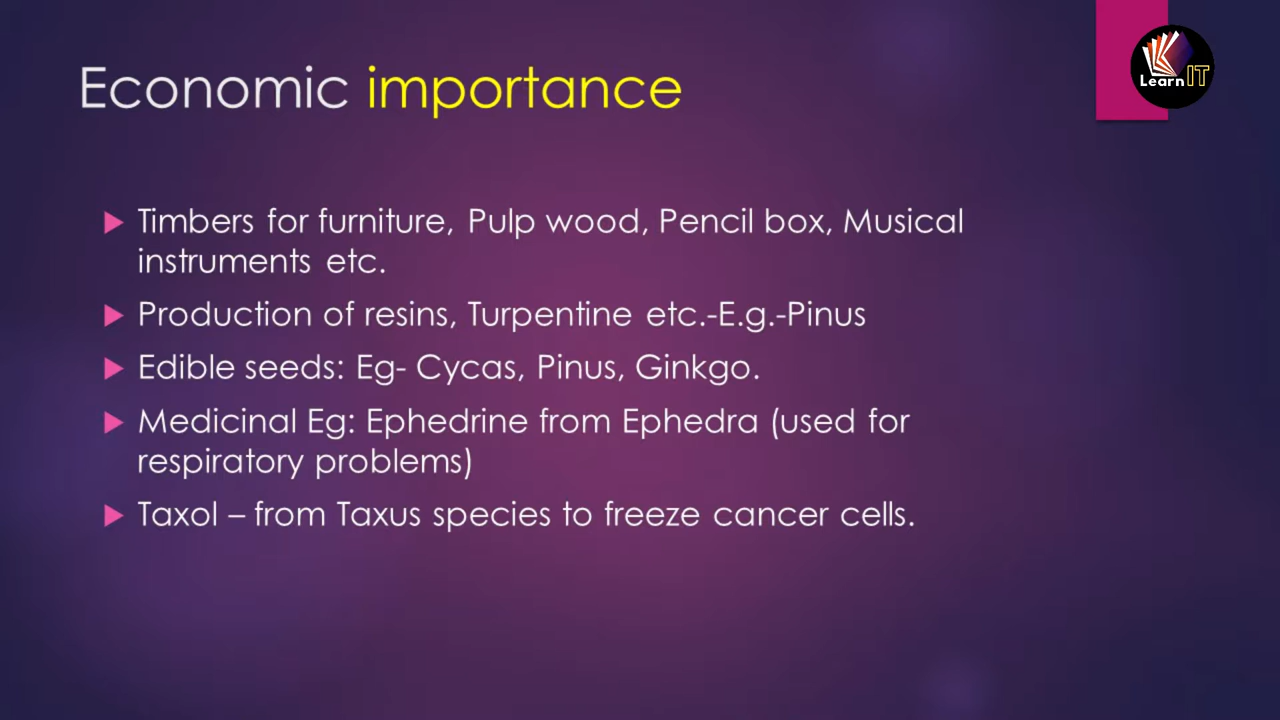 Economic importance
Learn IT
Timbers for furniture, Pulp wood, Pencil box, Musical
instruments etc.
Production of resins, Turpentine etc.-E.g.-Pinus
Edible seeds: Eg- Cycas, Pinus, Ginkgo.
Medicinal Eg: Ephedrine from Ephedra (used for
respiratory problems)
Taxol – from Taxus species to freeze cancer cells.